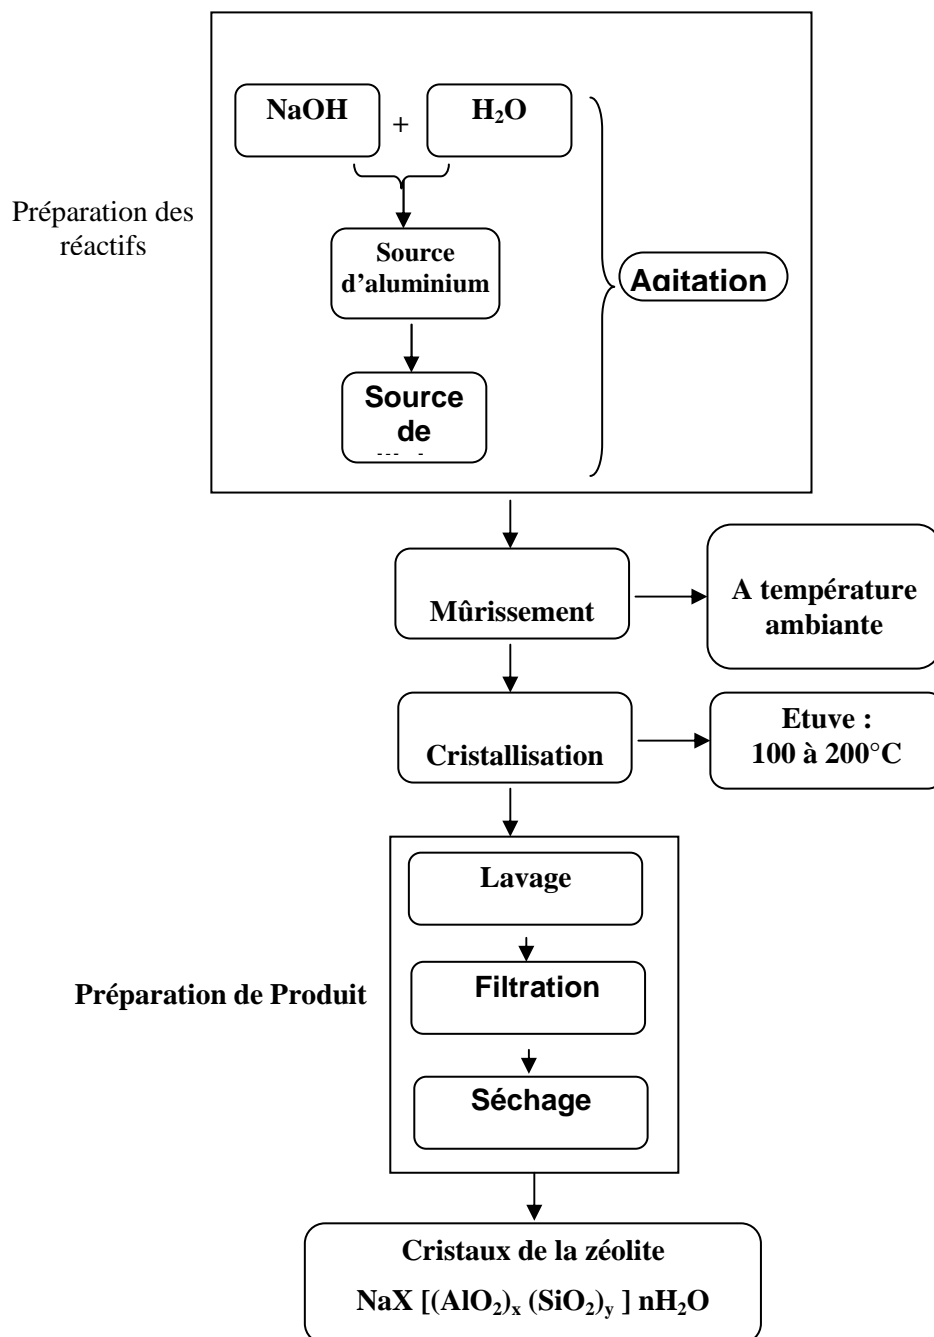 NaOH
+
H₂O
Préparation des
réactifs
Source
d'aluminium
Agitation
Source
de
Mûrissement
A température
ambiante
Cristallisation
Etuve :
100 à 200°C
Lavage
Préparation de Produit
Filtration
Séchage
Cristaux de la zéolite
NaX [(AlO₂)ₓ (SiO₂)ᵧ ] nH₂O